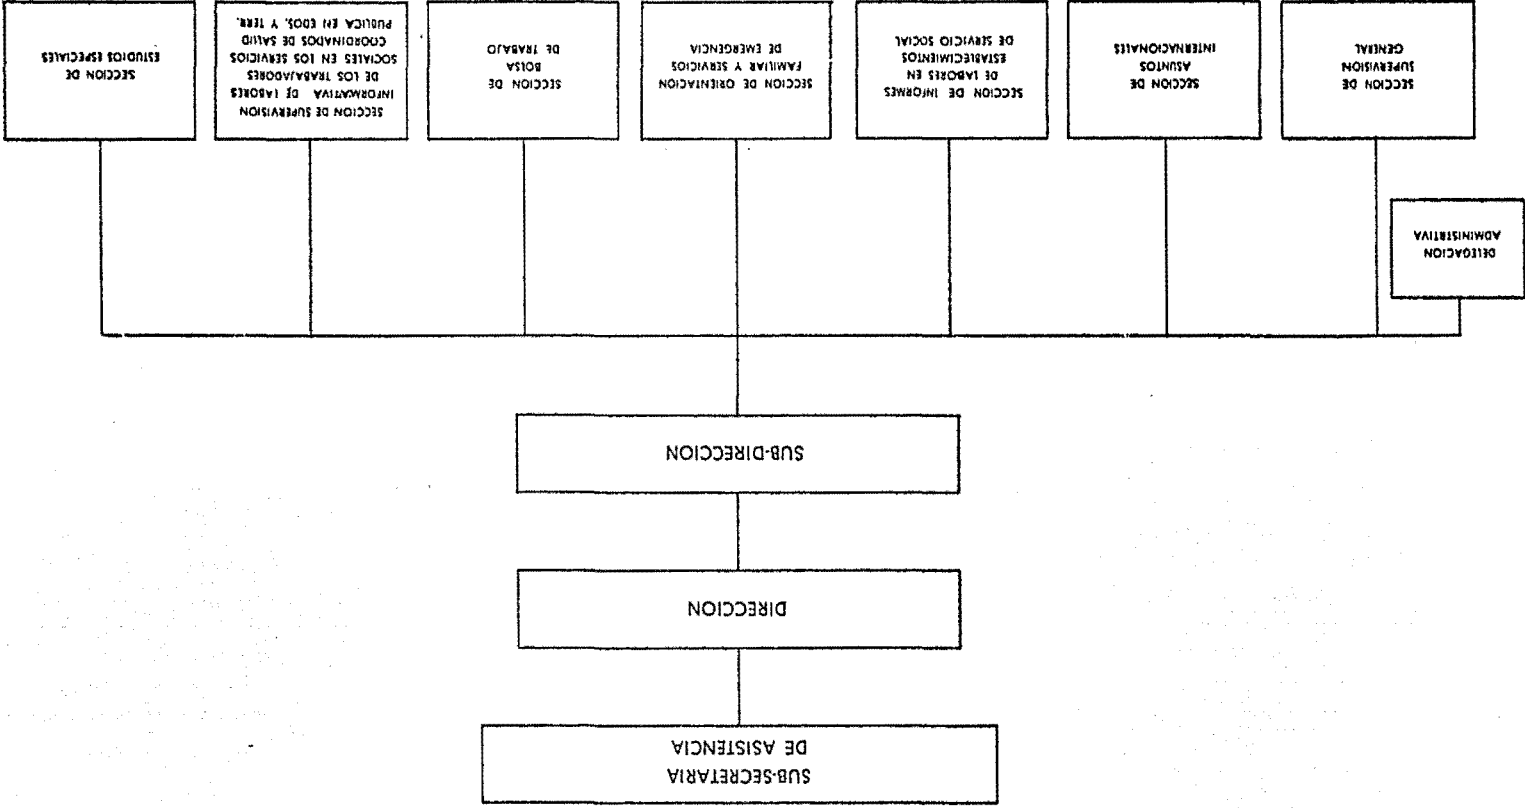 SUB-SECRETARIA
DE ASISTENCIA
DIRECCION
SUB-DIRECCION
DELEGACION
ADMINISTRTIVA
SECCION DE
SUPERVISION
GENERAL
SECCION DE
ASUNTOS
INTERNACIONALES
SECCION DE INFORMES
DE LABORES EN
ESTABLECIMIENTOS
DE SERVICIO SOCIAL
SECCION DE ORIENTACION
FAMILIAR Y SERVICIOS
DE EMERGENCIA
SECCION DE
BOLSA
DE TRABAJO
SECCION DE SUPERVISION
INFORMATIVA DE LABORES
DE LOS TRABAJADORES
SOCIALES EN LOS SERVICIOS
COORDINADOS DE SALUD
PUBLICA EN EDOS. Y TERR.
SECCION DE
ESTUDIOS ESPECIALES